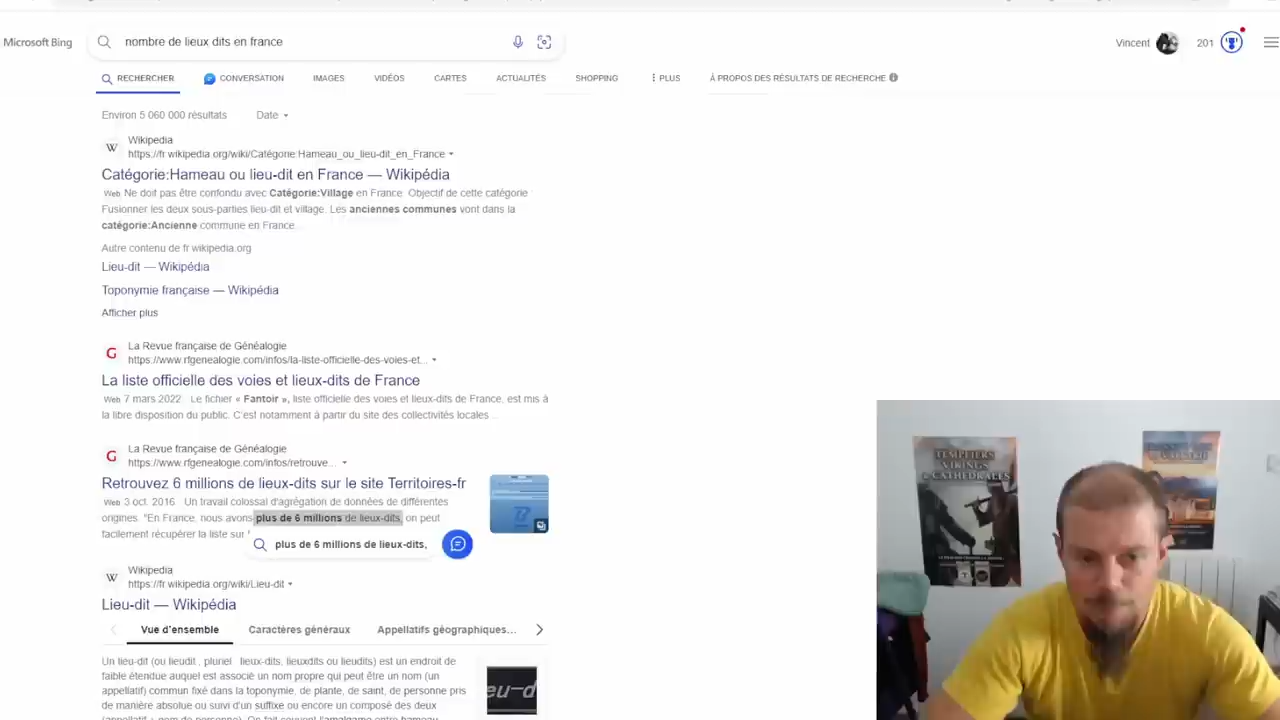 Microsoft Bing
nombre de lieux dits en france
Vincent
201
RECHERCHER
CONVERSATION
IMAGES
VIDÉOS
CARTES
ACTUALITÉS
SHOPPING
PLUS
À PROPOS DES RÉSULTATS DE RECHERCHE
Environ 5 060 000 résultats
Date
W
Wikipedia
https://fr.wikipedia.org/wiki/Catégorie:Hameau_ou_lieu-dit_en_France
Catégorie:Hameau ou lieu-dit en France — Wikipédia
Web Ne doit pas être confondu avec Catégorie:Village en France. Objectif de cette catégorie
Fusionner les deux sous-parties lieu-dit et village. Les anciennes communes vont dans la
catégorie:Ancienne commune en France...
Autre contenu de fr.wikipedia.org
Lieu-dit — Wikipédia
Toponymie française — Wikipédia
Afficher plus
G
La Revue française de Généalogie
https://www.rfgenealogie.com/infos/la-liste-officielle-des-voies-et...
La liste officielle des voies et lieux-dits de France
Web 7 mars 2022 Le fichier « Fantoir », liste officielle des voies et lieux-dits de France, est mis à
la libre disposition du public. C'est notamment à partir du site des collectivités locales ...
G
La Revue française de Généalogie
https://www.rfgenealogie.com/infos/retrouve...
Retrouvez 6 millions de lieux-dits sur le site Territoires-fr
Web 3 oct. 2016 Un travail colossal d'agrégation de données de différentes
origines. "En France, nous avons plus de 6 millions de lieux-dits, on peut
facilement récupérer la liste sur
plus de 6 millions de lieux-dits,
W
Wikipedia
https://fr.wikipedia.org/wiki/Lieu-dit
Lieu-dit — Wikipédia
Vue d'ensemble
Caractères généraux
Appellatifs géographiques...
Un lieu-dit (ou lieudit, pluriel lieux-dits, lieuxdits ou lieudits) est un endroit de
faible étendue auquel est associé un nom propre qui peut être un nom (un
appellatif) commun fixé dans la toponymie, de plante, de saint, de personne pris
de manière absolue ou suivi d'un suffixe ou encore un composé des deux
(appellatif + nom de personne). On fait souvent l'amalgame entre hameau,
eu-d
TEMPLIERS
VIKINGS
& CATHEDRALES